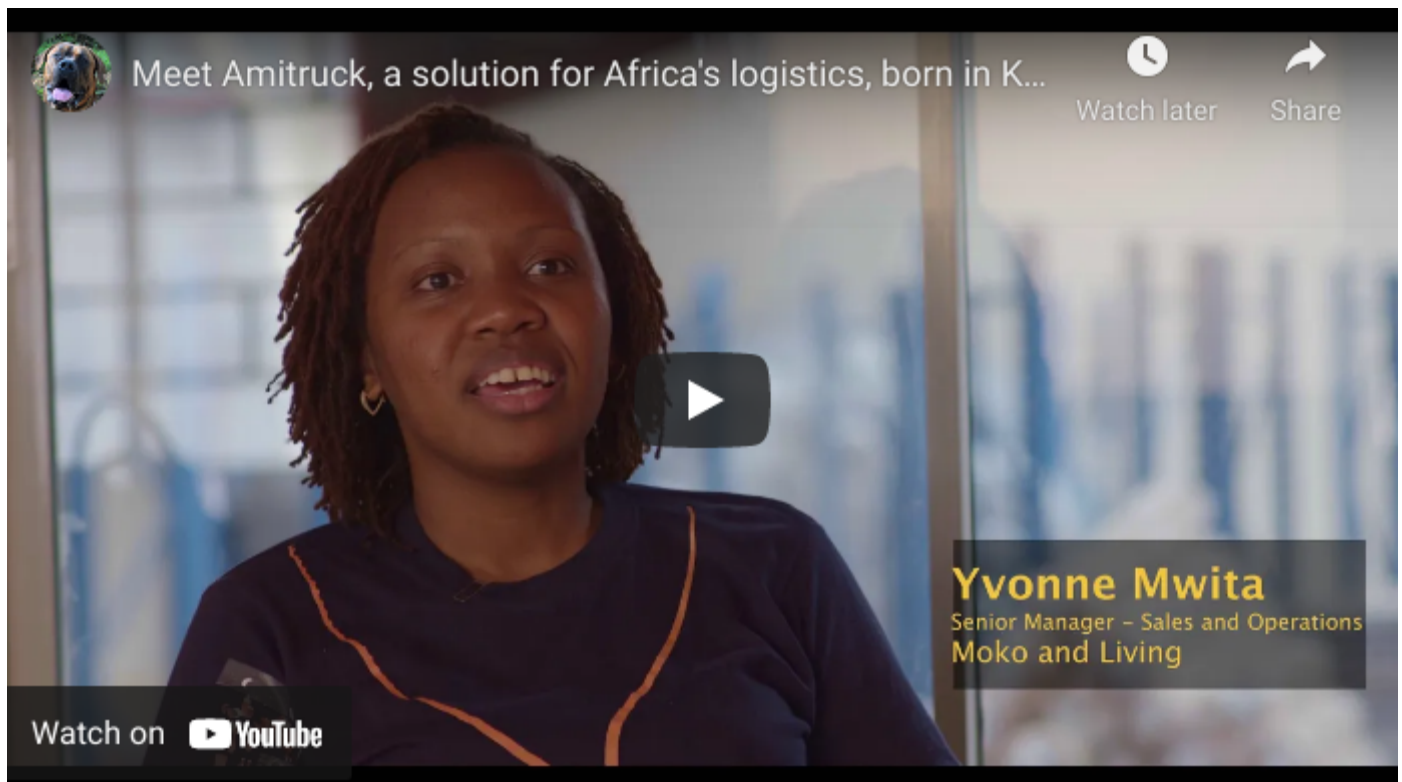 Meet Amitruck, a solution for Africa's logistics, born in K...
Watch later
Share
Yvonne Mwita
Senior Manager – Sales and Operations
Moko and Living
Watch on YouTube